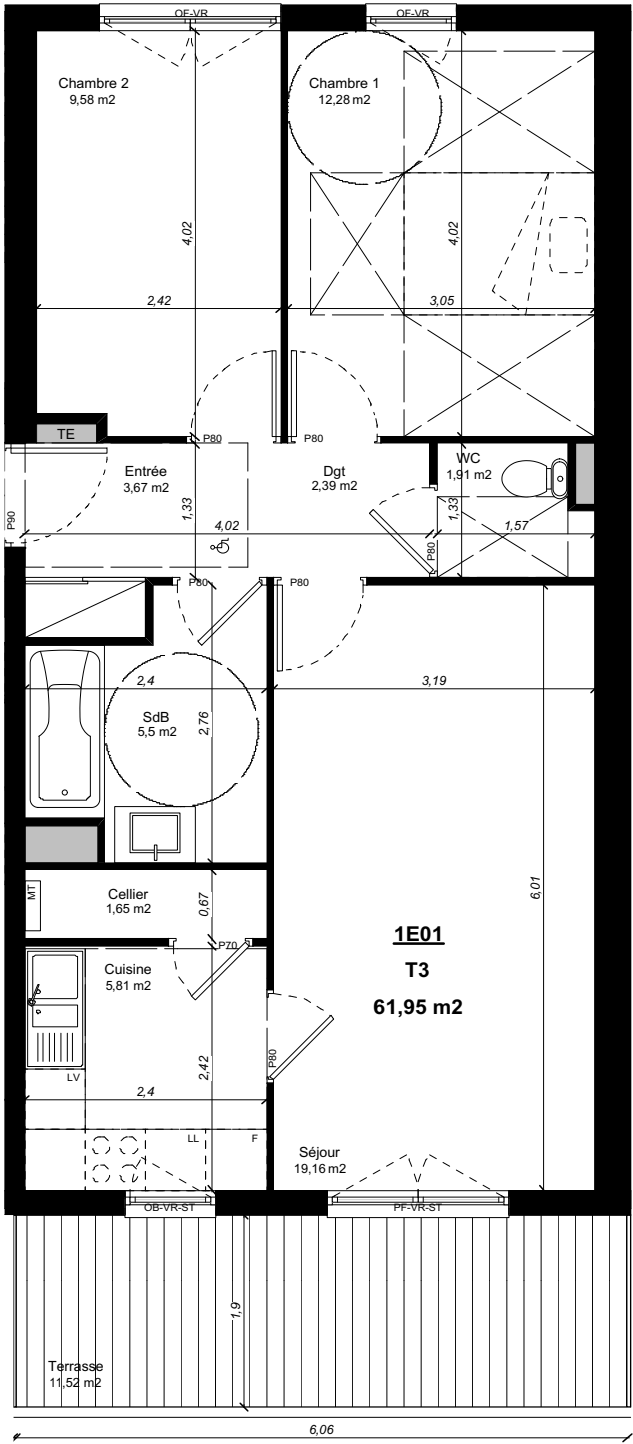 OF-VR
OF-VR
Chambre 2
9,58 m2
Chambre 1
12,28 m2
4,02
4,02
2,42
3,05
TE
P80
P80
Entrée
3,67 m2
Dgt
2,39 m2
WC
1,91 m2
P90
1,33
4,02
1,33
1,57
P80
P80
P80
2,4
3,19
SdB
5,5 m2
2,76
MT
Cellier
1,65 m2
0,67
6,01
1E01
T3
61,95 m2
P70
Cuisine
5,81 m2
2,42
P80
LV
2,4
LL
F
Séjour
19,16 m2
OB-VR-ST
PF-VR-ST
1,9
Terrasse
11,52 m2
6,06